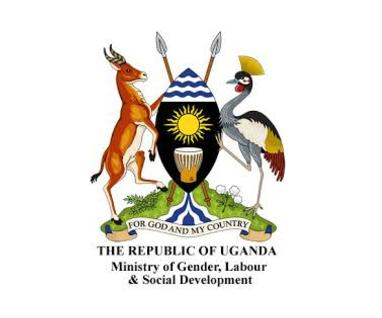 FOR GOD AND MY COUNTRY
THE REPUBLIC OF UGANDA
Ministry of Gender, Labour
& Social Development